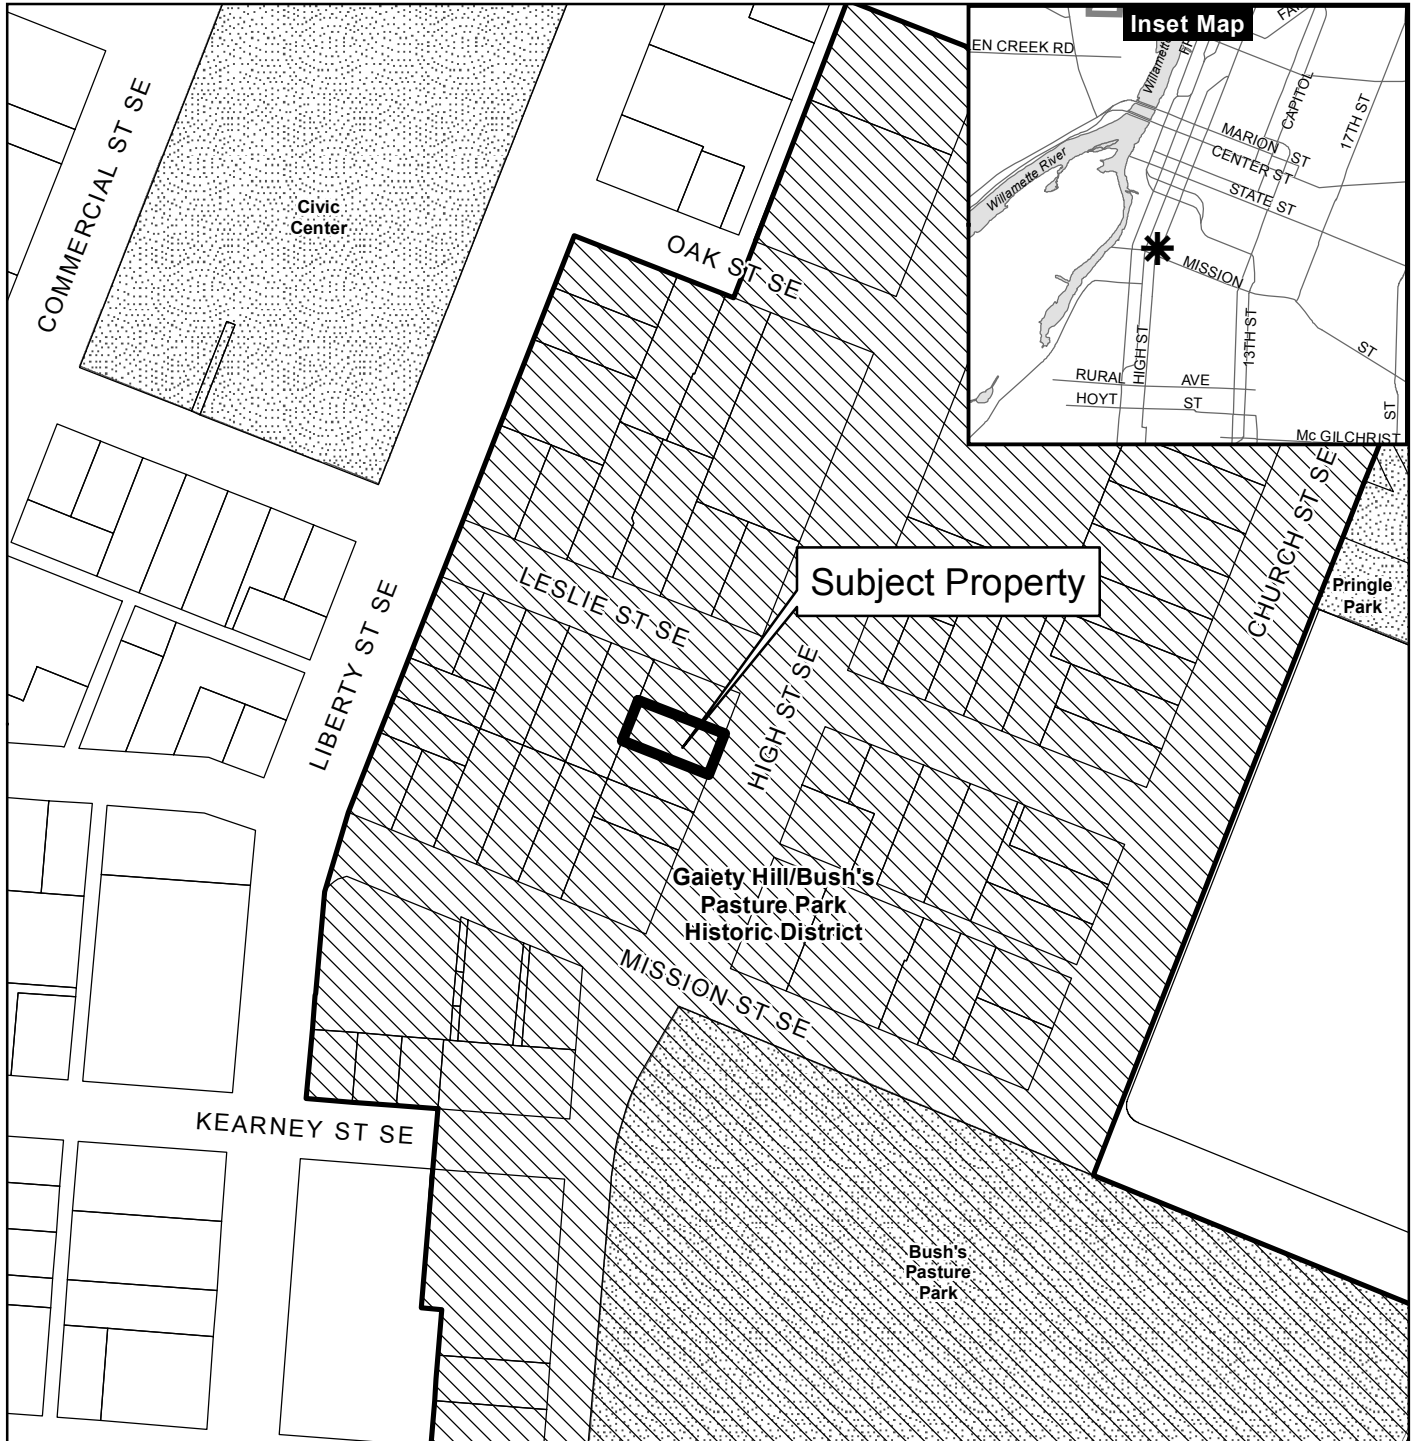 Inset Map
EN CREEK RD
Willamette
CAPITOL
17TH ST
MARION ST
CENTER ST
STATE ST
Willamette River
MISSION
ST
HIGH ST
13TH ST
RURAL AVE
HOYT ST
ST
Mc GILCHRIST
COMMERCIAL ST SE
Civic
Center
OAK ST SE
LESLIE ST SE
Subject Property
CHURCH ST SE
Pringle
Park
LIBERTY ST SE
HIGH ST SE
Gaiety Hill/Bush's
Pasture Park
Historic District
MISSION ST SE
KEARNEY ST SE
Bush's
Pasture
Park